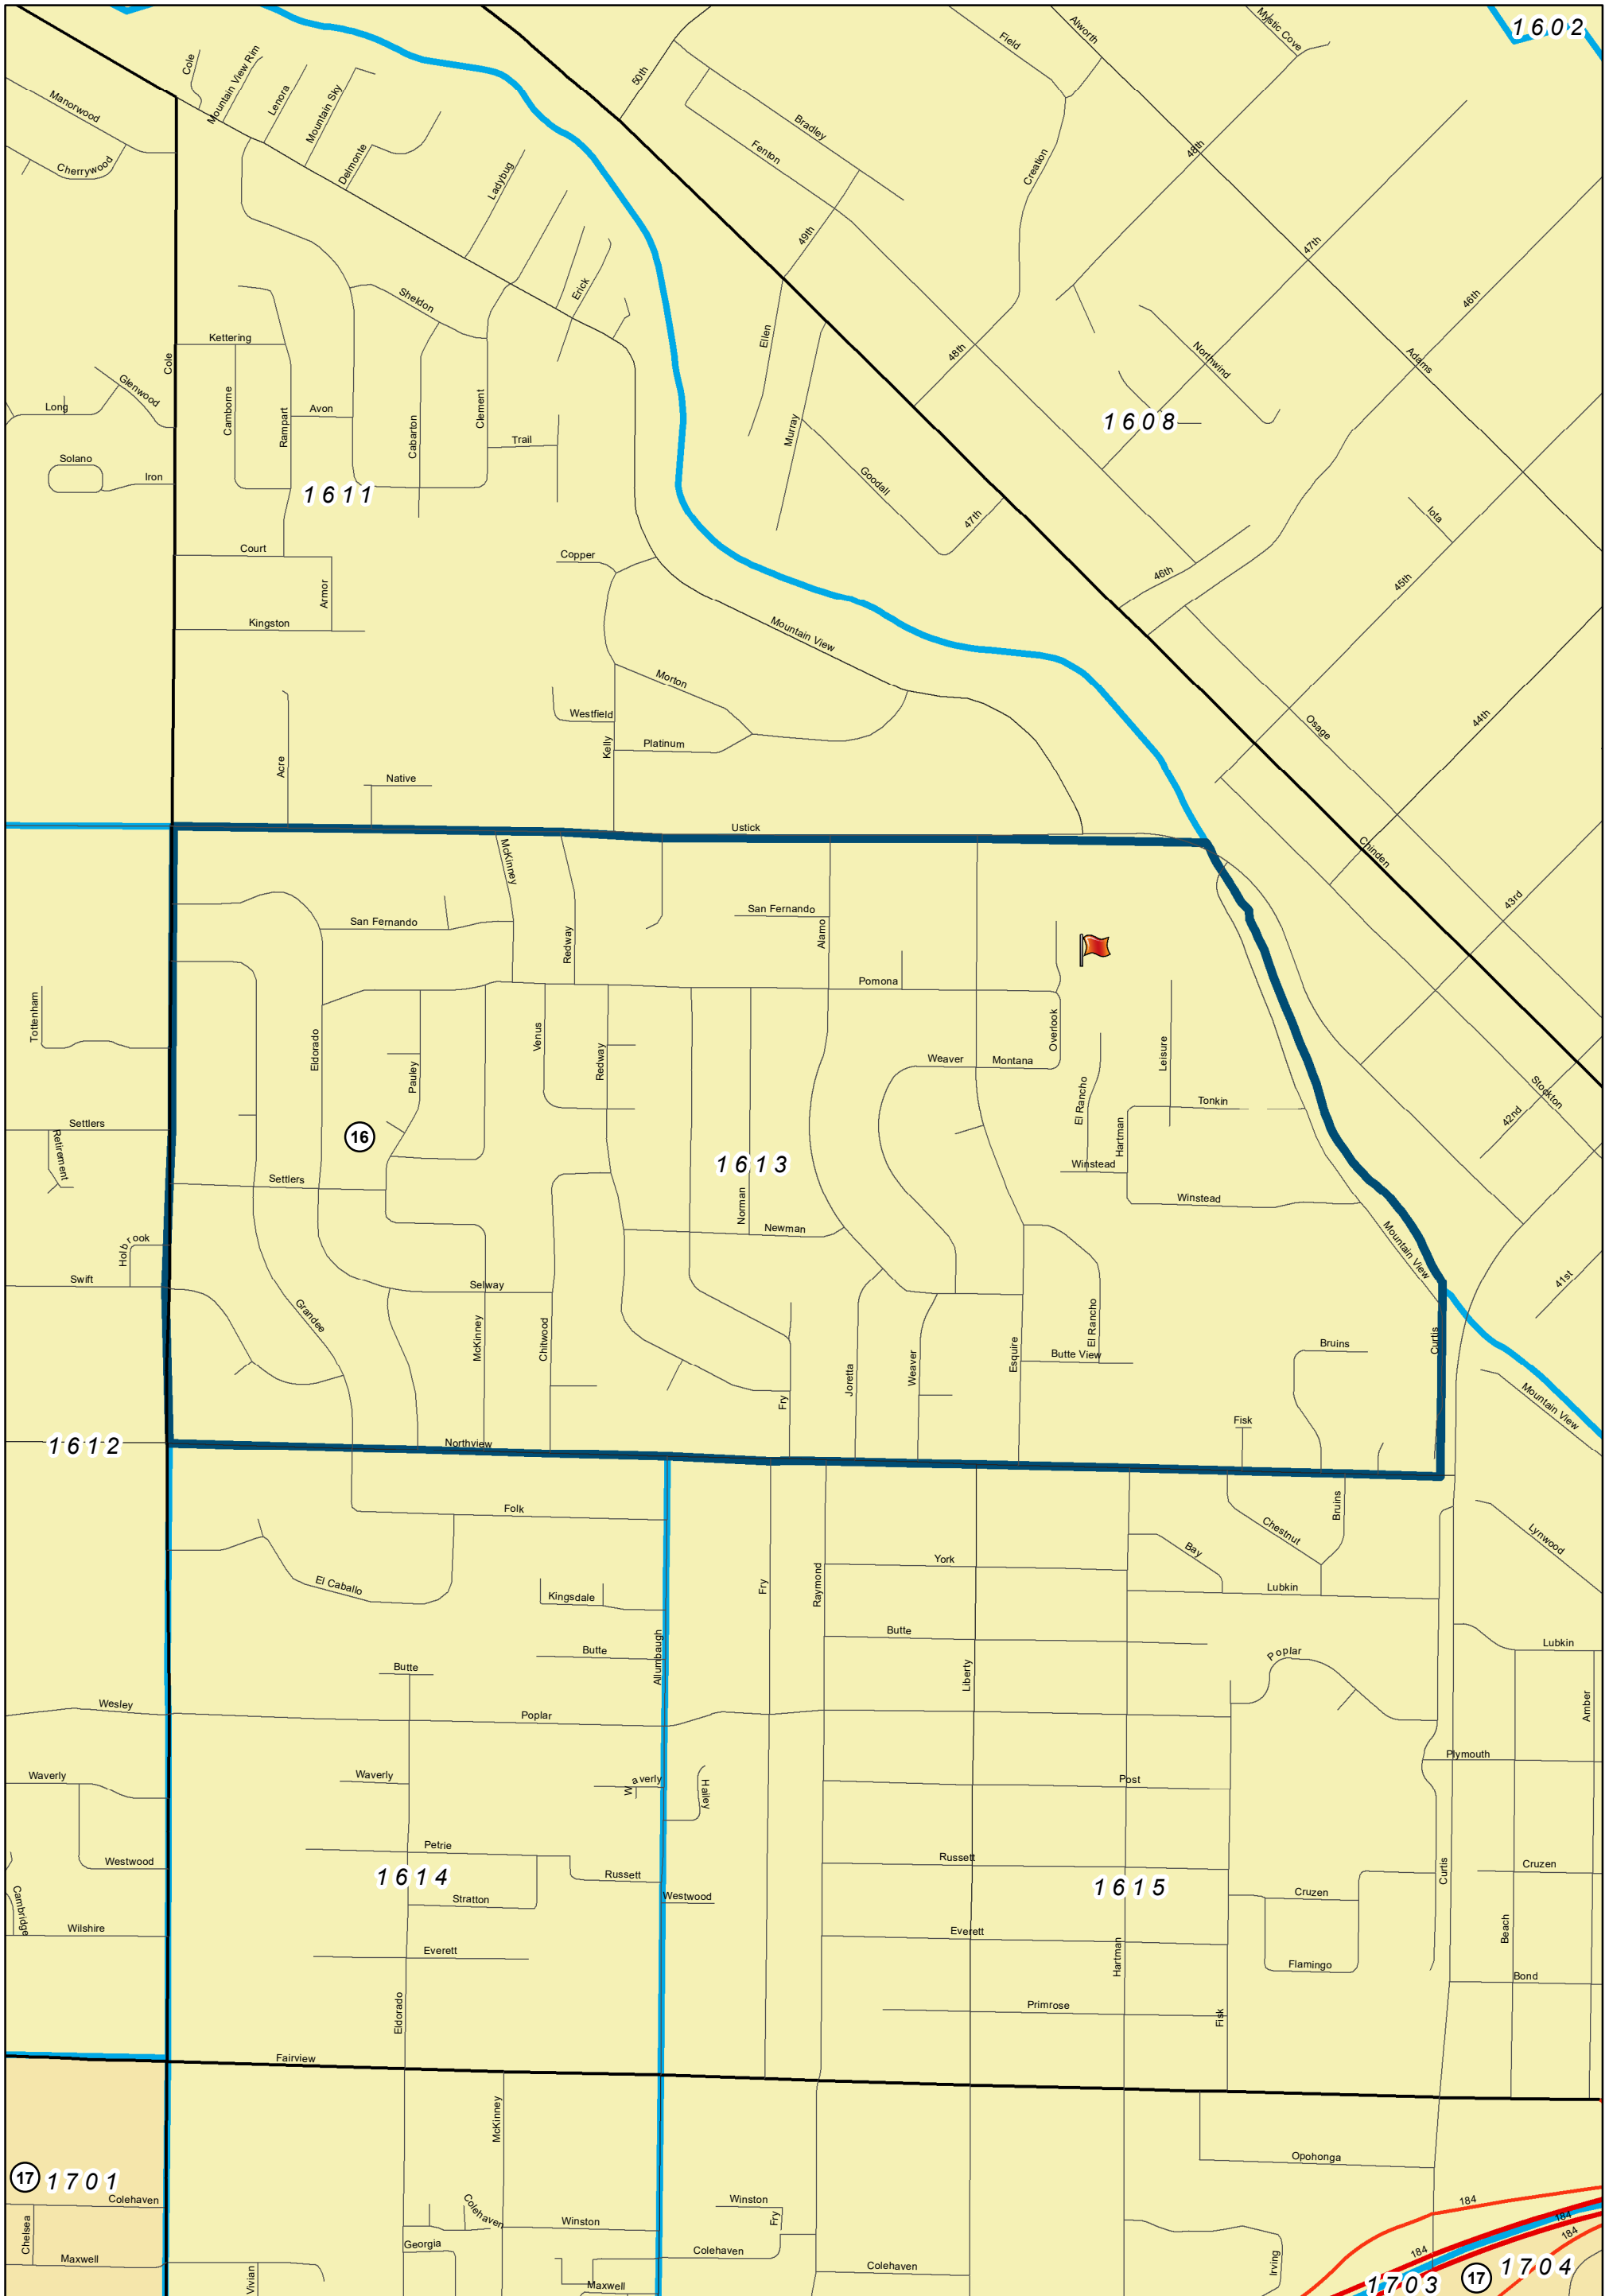 1602
Mystic Cove
Alworth
Field
50th
Cole
Mountain View Rim
Lenora
Mountain Sky
Manorwood
Cherrywood
Delmonte
Ladybug
Bradley
Fenton
Creation
48th
49th
47th
46th
Erick
Sheldon
Ellen
Kettering
Cole
48th
Northwind
Adams
Glenwood
Long
Camborne
Rampart
Avon
Cabarton
Clement
Trail
Murray
1608
Solano
Iron
1611
Goodall
47th
Iota
Court
Copper
46th
45th
Armor
Kingston
Mountain View
Morton
Westfield
Kelly
Platinum
Osage
44th
Acre
Native
Ustick
Chinden
McKinney
San Fernando
Redway
San Fernando
Alamo
43rd
Pomona
Tottenham
Eldorado
Pauley
Venus
Redway
Weaver
Montana
Overlook
Leisure
El Rancho
Tonkin
Stockton
42nd
Settlers
Retirement
16
1613
Hartman
Winstead
Settlers
Norman
Newman
Winstead
Mountain View
Holbrook
Swift
Selway
Grandee
McKinney
Chitwood
El Rancho
41st
Curtis
Bruins
Joretta
Weaver
Esquire
Butte View
Fry
Mountain View
Fisk
1612
Northview
Folk
Bruins
Chestnut
Lynwood
Bay
York
El Caballo
Kingsdale
Fry
Raymond
Lubkin
Butte
Allumbaugh
Butte
Lubkin
Butte
Liberty
Poplar
Wesley
Poplar
Amber
Plymouth
Waverly
Waverly
Waverly
Hailey
Post
Petrie
Westwood
Russett
Russett
Cruzen
1614
1615
Curtis
Stratton
Westwood
Cruzen
Cambridge
Wilshire
Everett
Everett
Hartman
Beach
Flamingo
Bond
Eldorado
Primrose
Fisk
Fairview
McKinney
Opohonga
17
1701
Colehaven
Colehaven
Winston
Fry
Winston
184
184
184
184
Chelsea
Maxwell
Georgia
Colehaven
Colehaven
Irving
Vivian
Maxwell
1703
17
1704